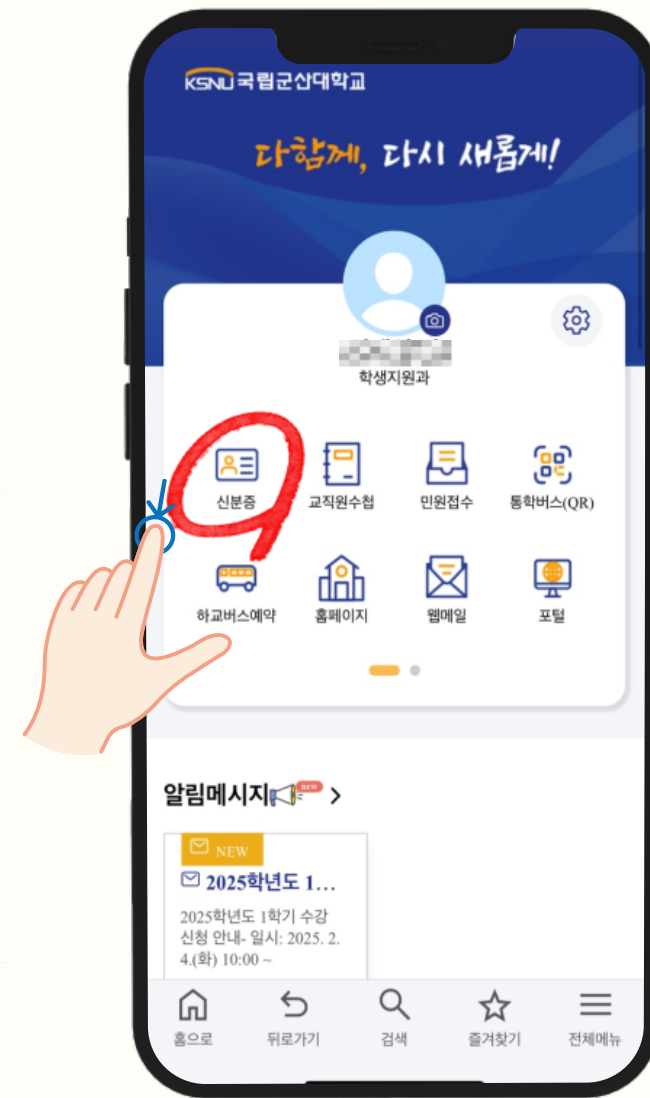 KSNU 국립군산대학교
다함께, 다시 새롭게!
학생지원과
신분증 교직원수첩 민원접수 통학버스(QR)
하교버스예약 홈페이지 웹메일 포털
알림메시지 NEW >
NEW
2025학년도 1...
2025학년도 1학기 수강
신청 안내- 일시: 2025. 2.
4.(화) 10:00 ~
홈으로 뒤로가기 검색 즐겨찾기 전체메뉴